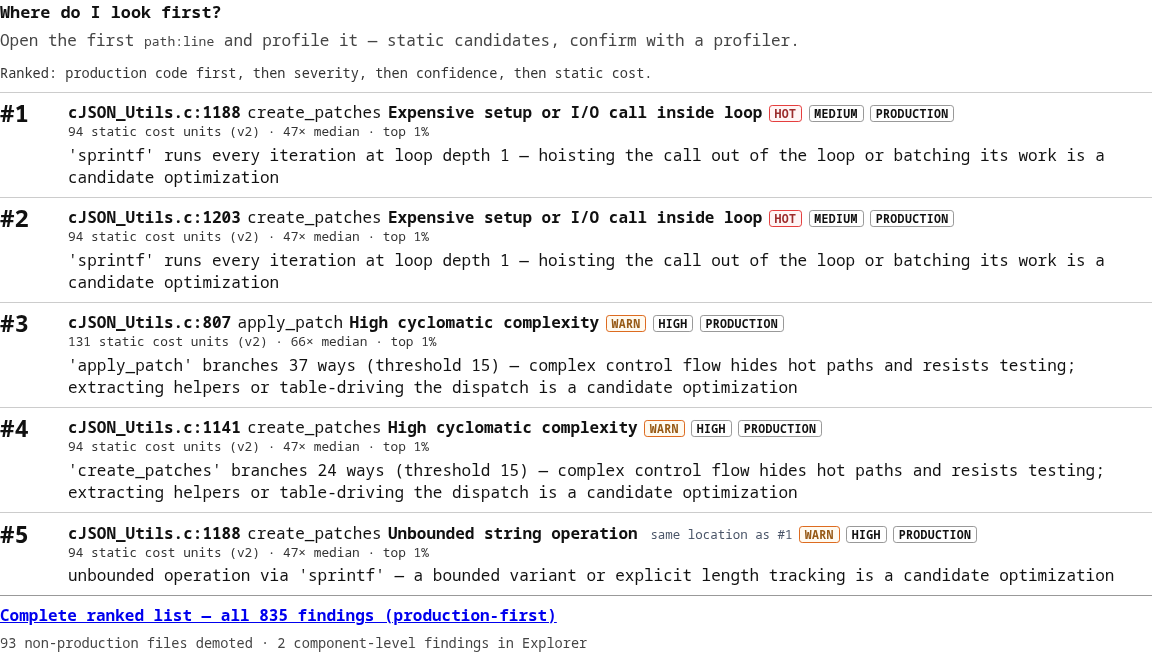 Where do I look first?
Open the first path:line and profile it — static candidates, confirm with a profiler.
Ranked: production code first, then severity, then confidence, then static cost.
#1 cJSON_Utils.c:1188 create_patches Expensive setup or I/O call inside loop HOT MEDIUM PRODUCTION
94 static cost units (v2) · 47× median · top 1%
'sprintf' runs every iteration at loop depth 1 — hoisting the call out of the loop or batching its work is a
candidate optimization
#2 cJSON_Utils.c:1203 create_patches Expensive setup or I/O call inside loop HOT MEDIUM PRODUCTION
94 static cost units (v2) · 47× median · top 1%
'sprintf' runs every iteration at loop depth 1 — hoisting the call out of the loop or batching its work is a
candidate optimization
#3 cJSON_Utils.c:807 apply_patch High cyclomatic complexity WARN HIGH PRODUCTION
131 static cost units (v2) · 66× median · top 1%
'apply_patch' branches 37 ways (threshold 15) — complex control flow hides hot paths and resists testing;
extracting helpers or table-driving the dispatch is a candidate optimization
#4 cJSON_Utils.c:1141 create_patches High cyclomatic complexity WARN HIGH PRODUCTION
94 static cost units (v2) · 47× median · top 1%
'create_patches' branches 24 ways (threshold 15) — complex control flow hides hot paths and resists testing;
extracting helpers or table-driving the dispatch is a candidate optimization
#5 cJSON_Utils.c:1188 create_patches Unbounded string operation same location as #1 WARN HIGH PRODUCTION
94 static cost units (v2) · 47× median · top 1%
unbounded operation via 'sprintf' — a bounded variant or explicit length tracking is a candidate optimization
Complete ranked list — all 835 findings (production-first)
93 non-production files demoted · 2 component-level findings in Explorer